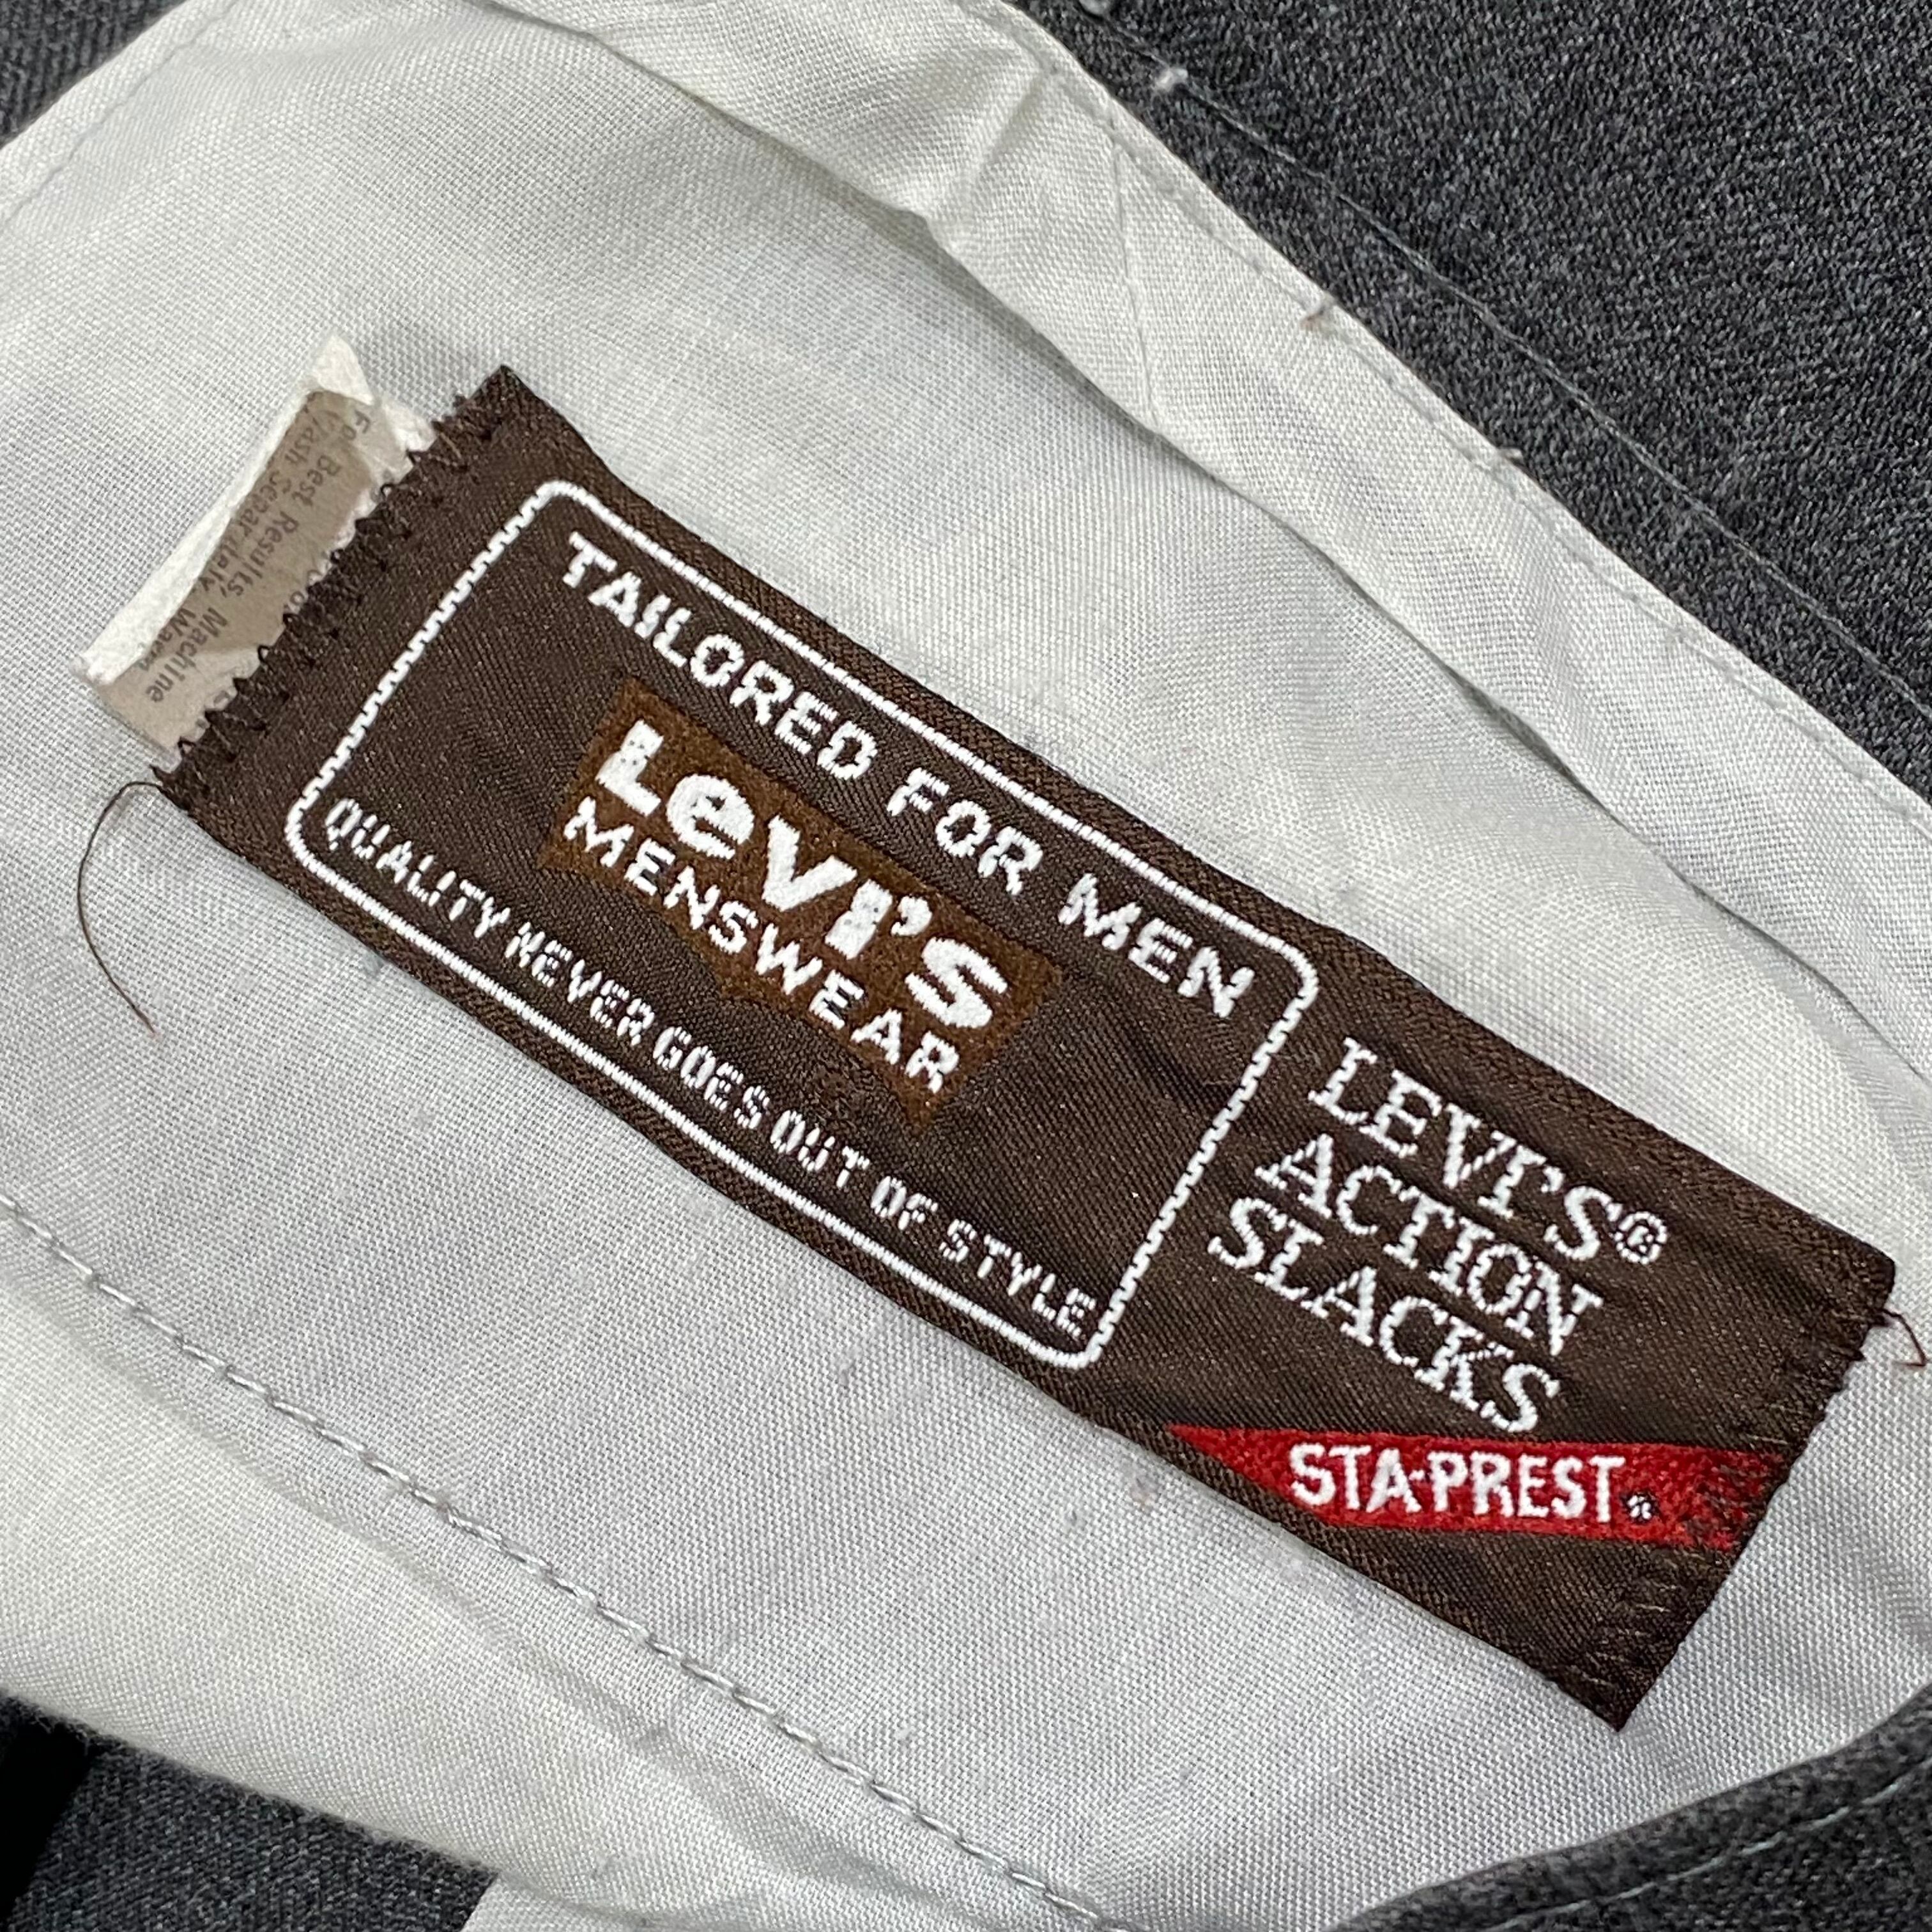 TAILORED FOR MEN
Levi's
MENSWEAR
QUALITY NEVER GOES OUT OF STYLE
LEVI'S®
ACTION
SLACKS
STA-PREST®
For Best Results, Machine
Wash Separately, Warm